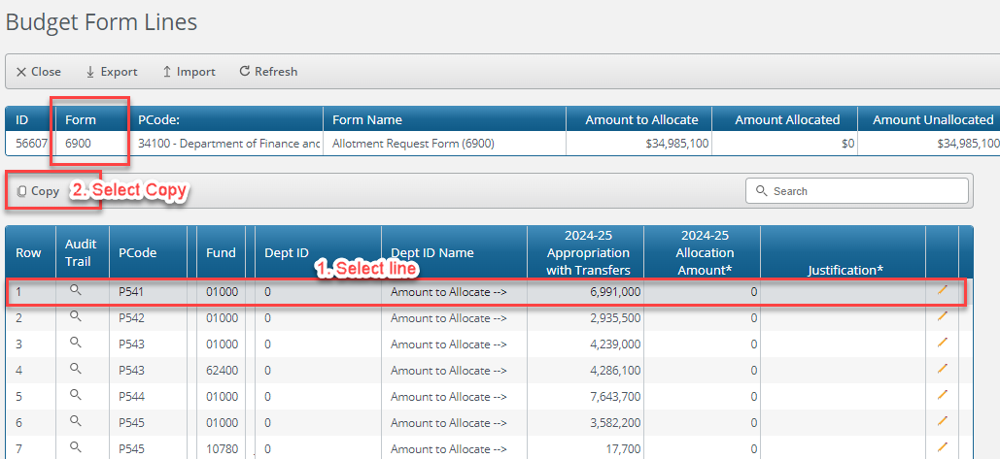 Budget Form Lines
Close Export Import Refresh
ID Form PCode: Form Name Amount to Allocate Amount Allocated Amount Unallocated
56607 6900 34100 - Department of Finance and Allotment Request Form (6900) $34,985,100 $0 $34,985,100
Copy 2. Select Copy Search
Row Audit Trail PCode Fund Dept ID Dept ID Name 2024-25 Appropriation with Transfers 2024-25 Allocation Amount* Justification*
1. Select line
1 P541 01000 0 Amount to Allocate --> 6,991,000 0
2 P542 01000 0 Amount to Allocate --> 2,935,500 0
3 P543 01000 0 Amount to Allocate --> 4,239,000 0
4 P543 62400 0 Amount to Allocate --> 4,286,100 0
5 P544 01000 0 Amount to Allocate --> 7,643,700 0
6 P545 01000 0 Amount to Allocate --> 3,582,200 0
7 P545 10780 0 Amount to Allocate --> 17,700 0